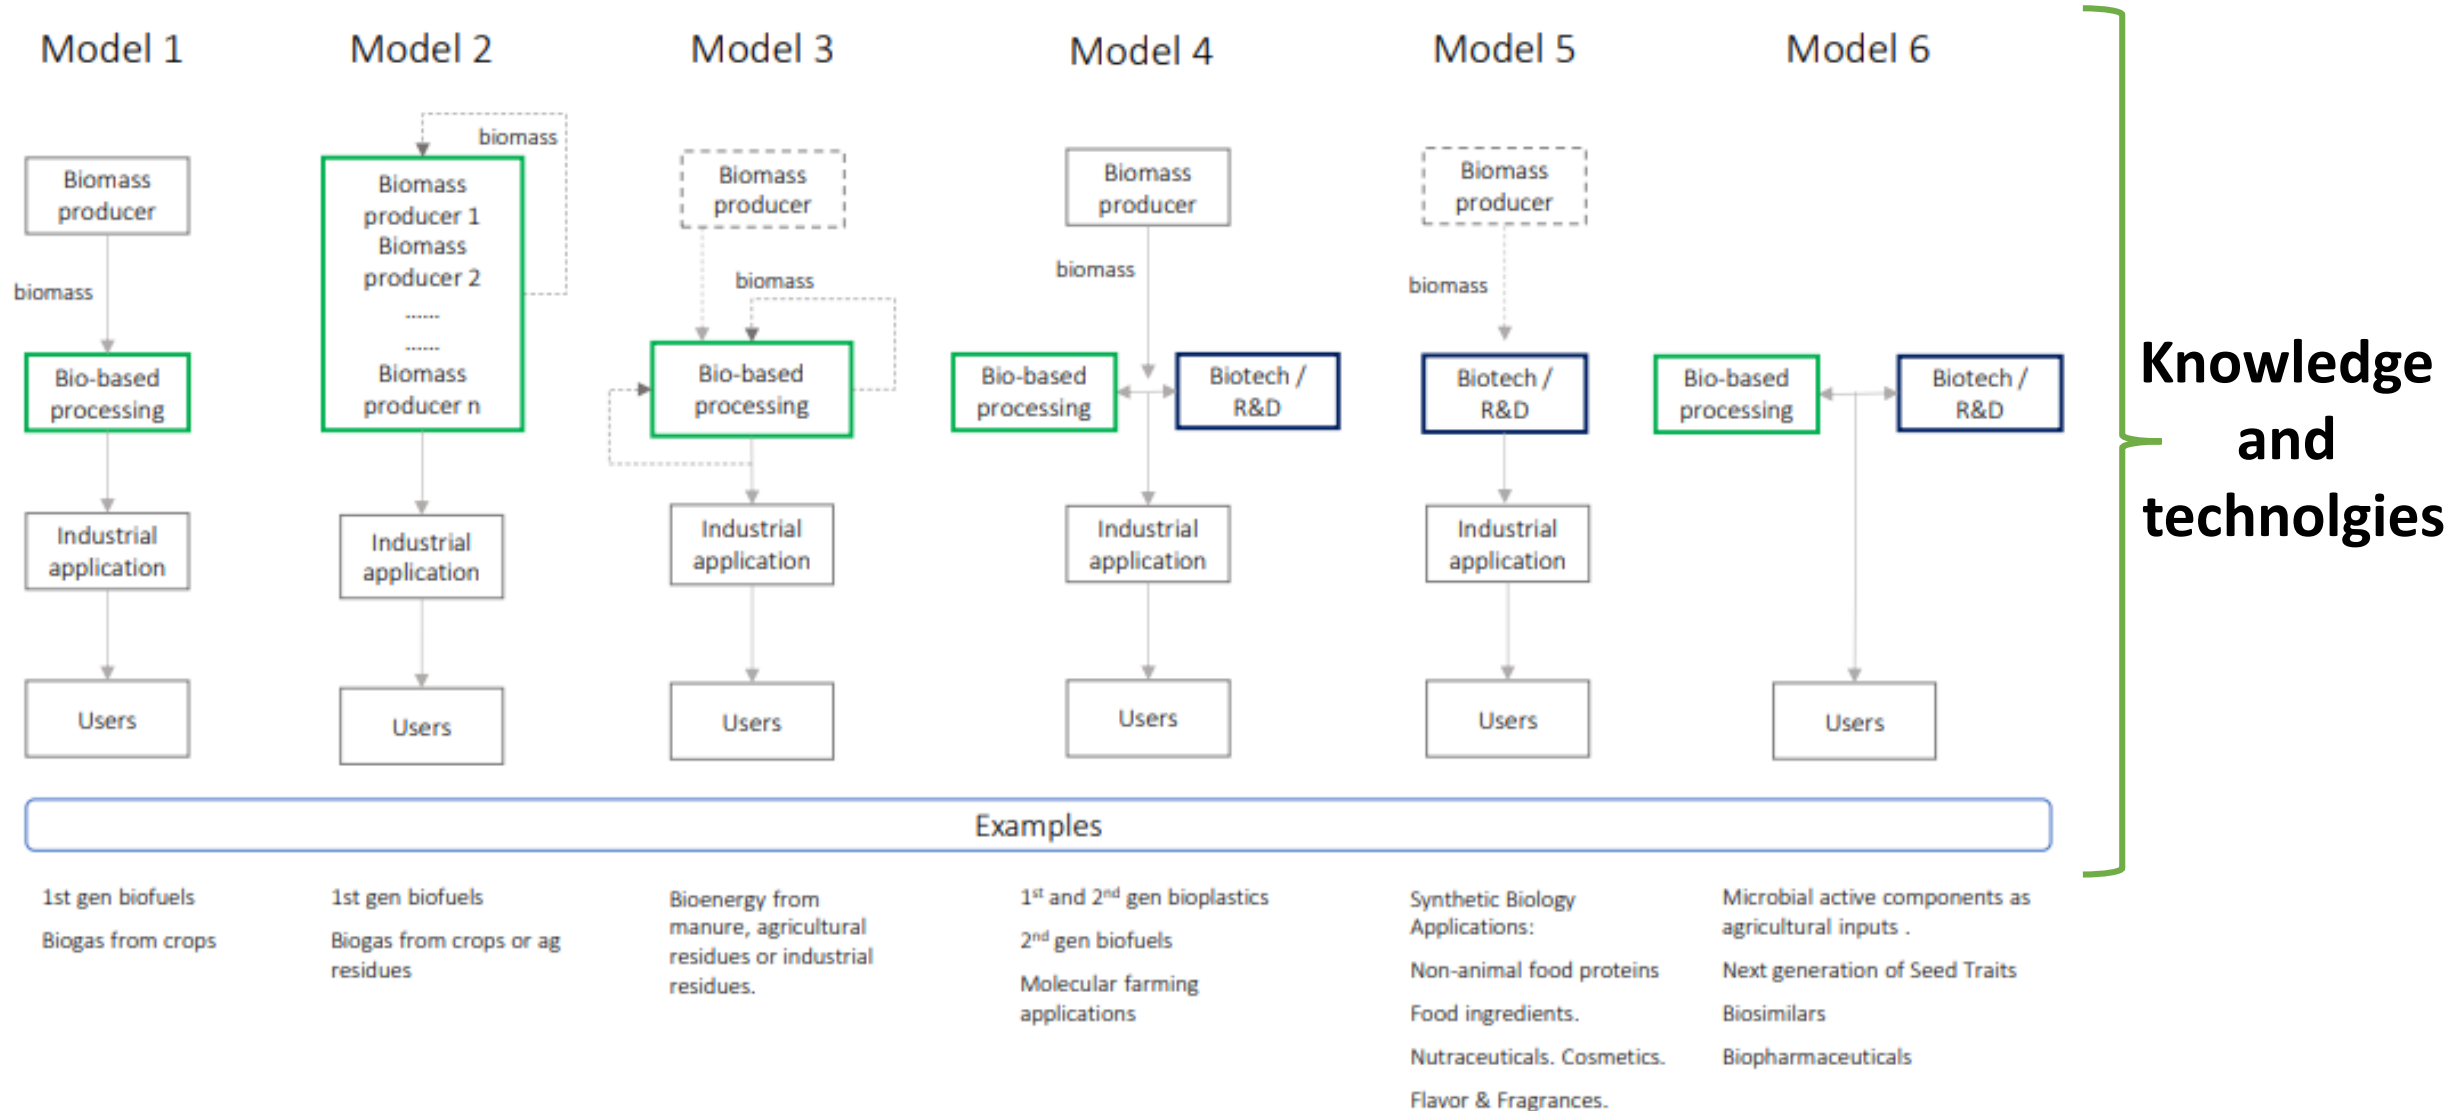 Model 1
Model 2
Model 3
Model 4
Model 5
Model 6
Biomass
producer
biomass
Bio-based
processing
Industrial
application
Users
biomass
Biomass
producer 1
Biomass
producer 2
......
......
Biomass
producer n
Industrial
application
Users
Biomass
producer
biomass
Bio-based
processing
Industrial
application
Users
Biomass
producer
biomass
Bio-based
processing
Biotech /
R&D
Industrial
application
Users
Biomass
producer
biomass
Biotech /
R&D
Industrial
application
Users
Bio-based
processing
Biotech /
R&D
Users
Knowledge
and
technolgies
Examples
1st gen biofuels
Biogas from crops
1st gen biofuels
Biogas from crops or ag
residues
Bioenergy from
manure, agricultural
residues or industrial
residues.
1st and 2nd gen bioplastics
2nd gen biofuels
Molecular farming
applications
Synthetic Biology
Applications:
Non-animal food proteins
Food ingredients.
Nutraceuticals. Cosmetics.
Flavor & Fragrances.
Microbial active components as
agricultural inputs .
Next generation of Seed Traits
Biosimilars
Biopharmaceuticals